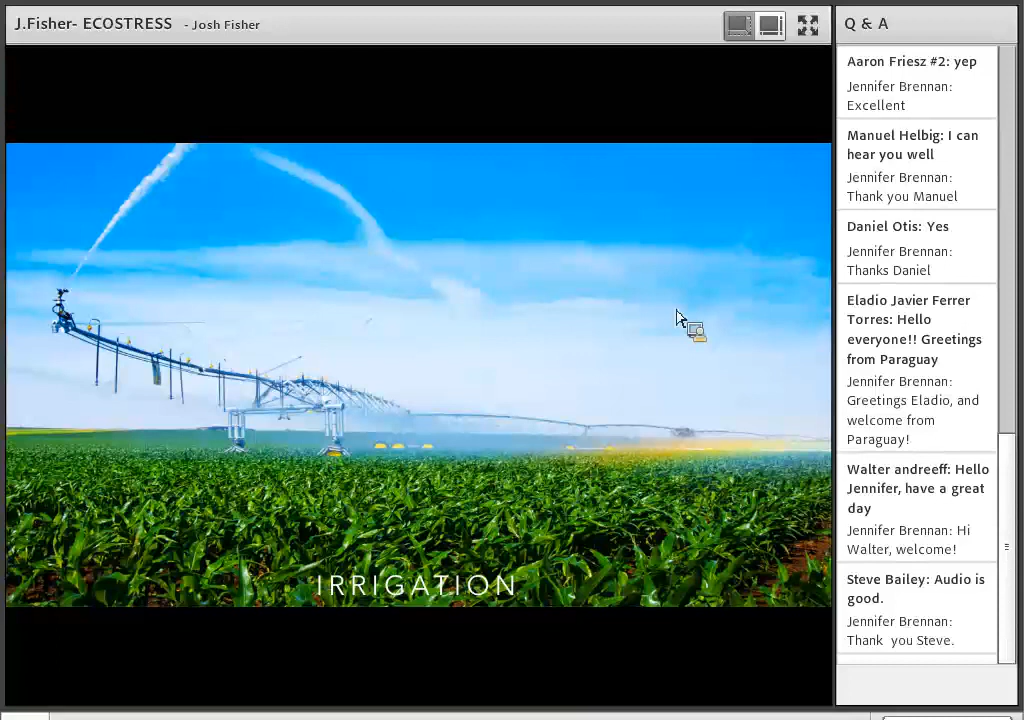 J.Fisher- ECOSTRESS - Josh Fisher
Q & A
Aaron Friesz #2: yep
Jennifer Brennan:
Excellent
Manuel Helbig: I can
hear you well
Jennifer Brennan:
Thank you Manuel
Daniel Otis: Yes
Jennifer Brennan:
Thanks Daniel
Eladio Javier Ferrer
Torres: Hello
everyone!! Greetings
from Paraguay
Jennifer Brennan:
Greetings Eladio, and
welcome from
Paraguay!
Walter andreeff: Hello
Jennifer, have a great
day
Jennifer Brennan: Hi
Walter, welcome!
Steve Bailey: Audio is
good.
Jennifer Brennan:
Thank  you Steve.
IRRIGATION